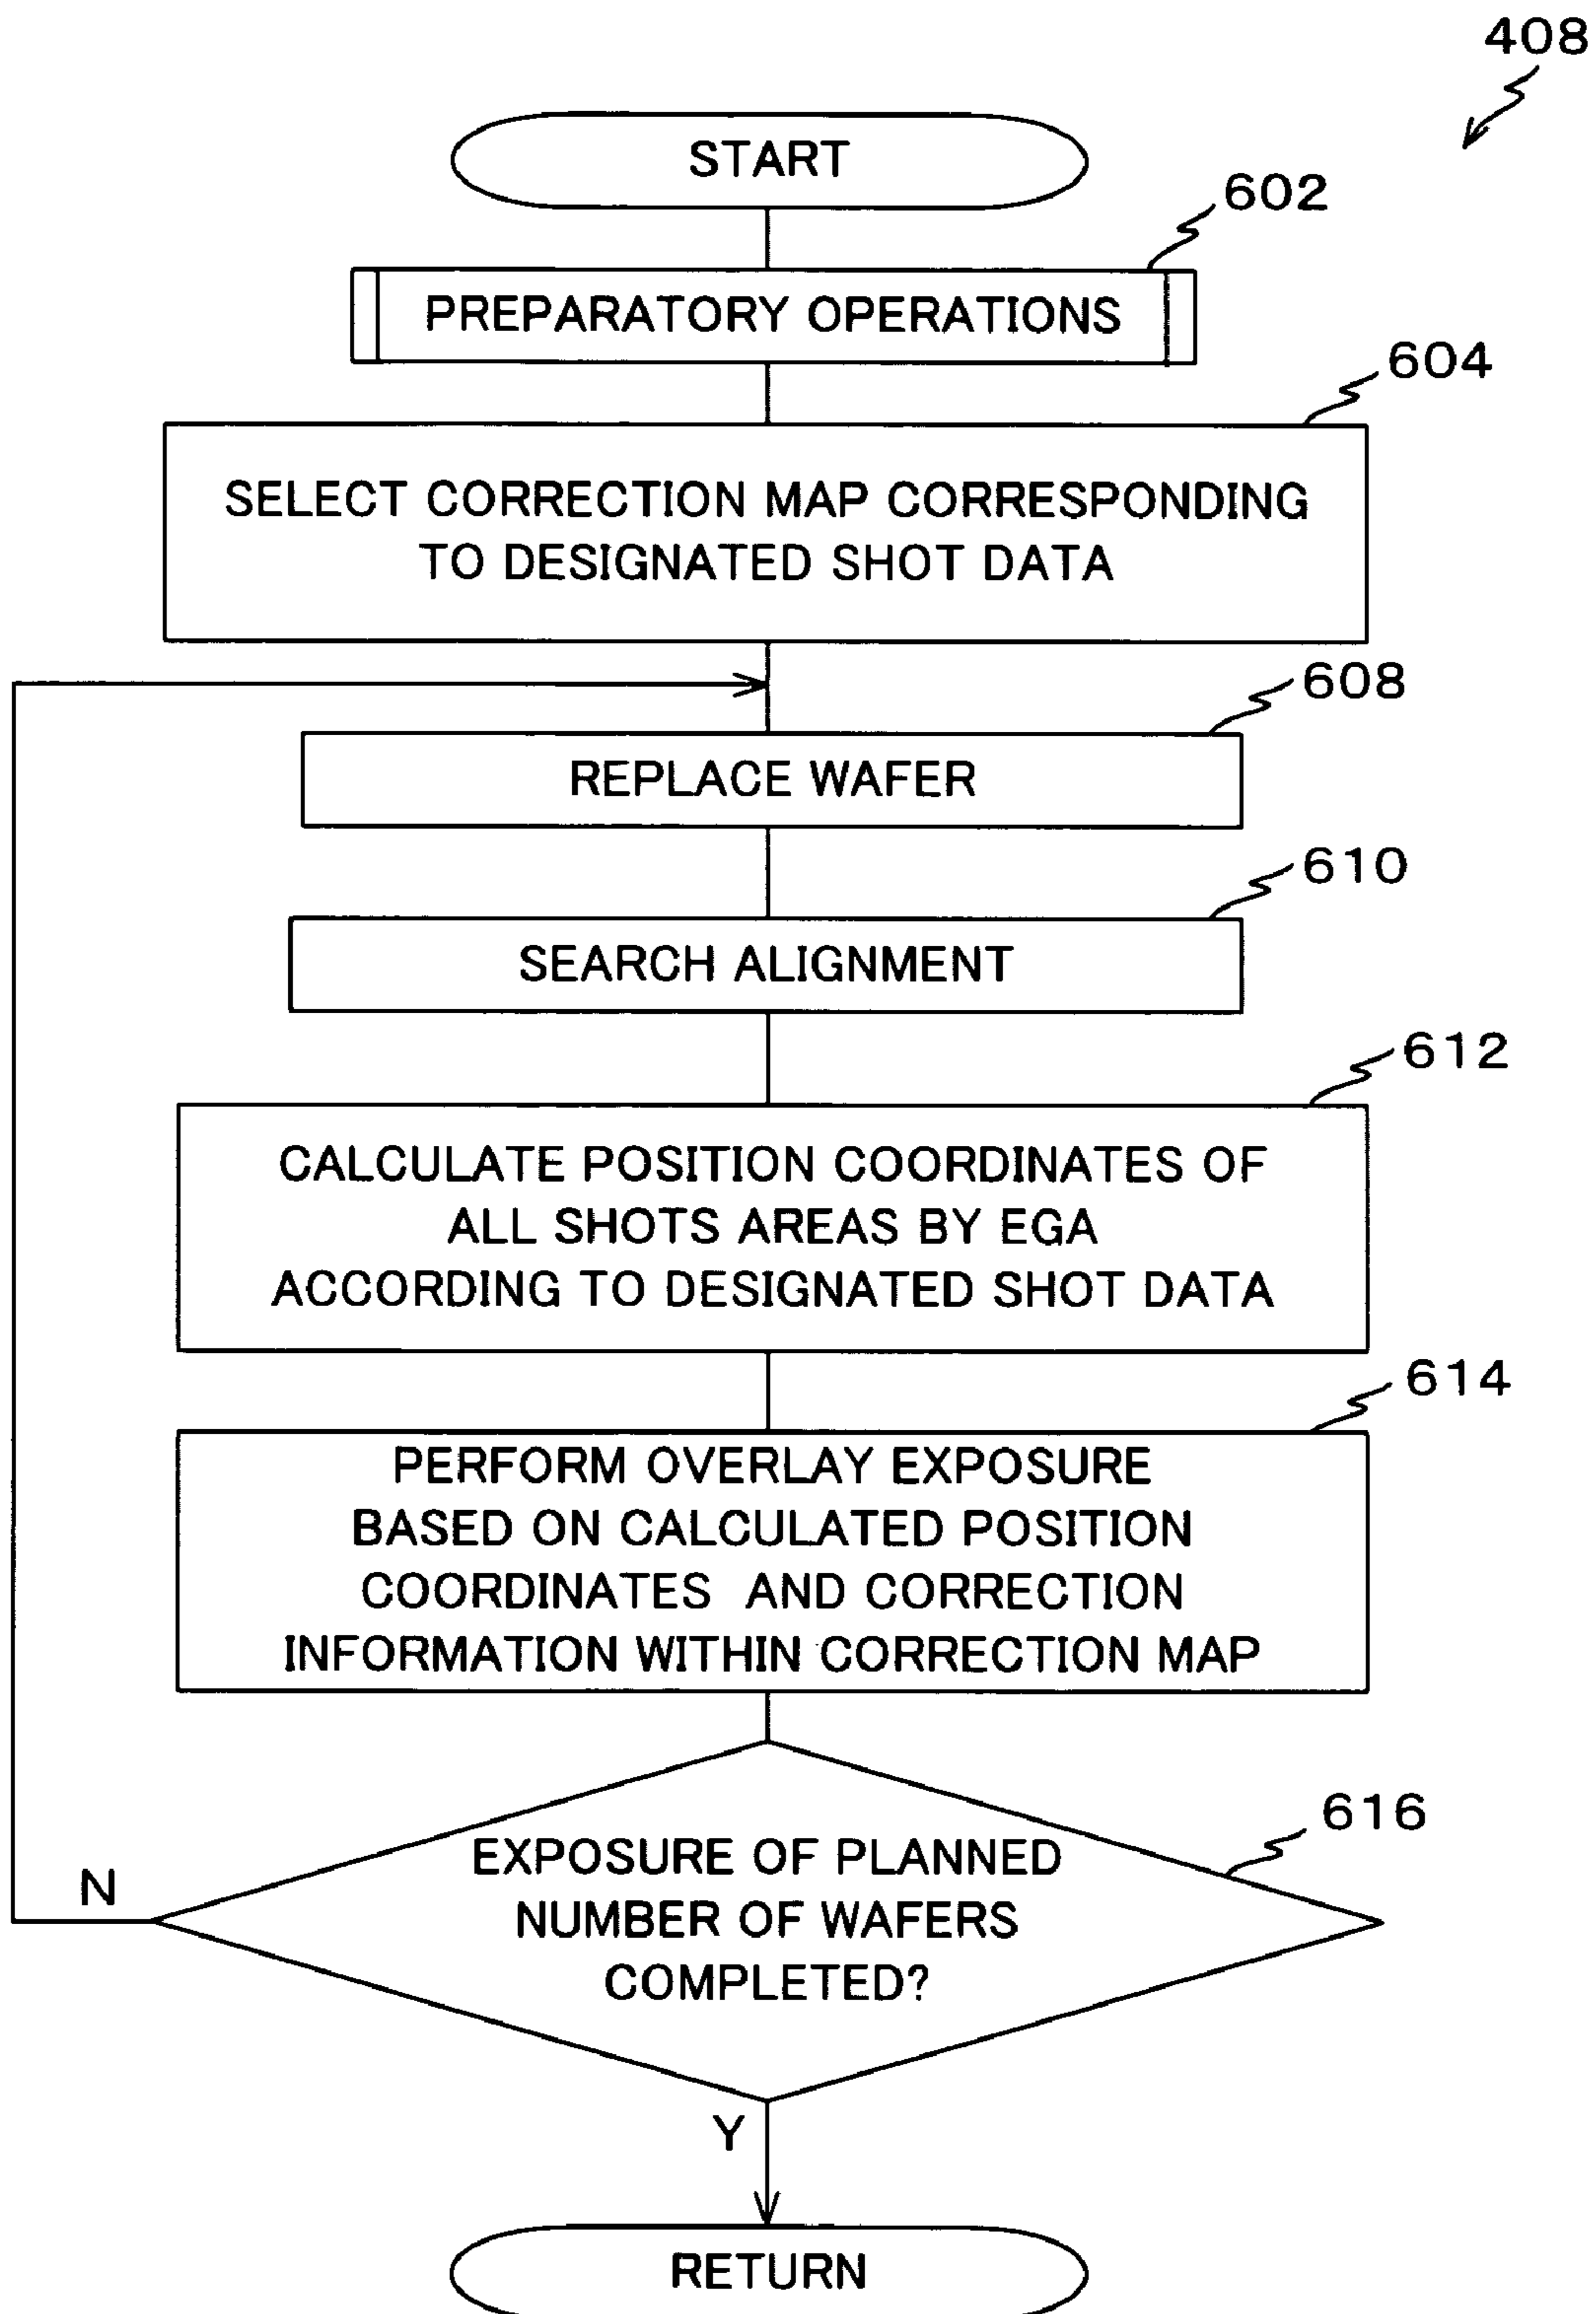 408
START
602
PREPARATORY OPERATIONS
604
SELECT CORRECTION MAP CORRESPONDING
TO DESIGNATED SHOT DATA
608
REPLACE WAFER
610
SEARCH ALIGNMENT
612
CALCULATE POSITION COORDINATES OF
ALL SHOTS AREAS BY EGA
ACCORDING TO DESIGNATED SHOT DATA
614
PERFORM OVERLAY EXPOSURE
BASED ON CALCULATED POSITION
COORDINATES AND CORRECTION
INFORMATION WITHIN CORRECTION MAP
616
EXPOSURE OF PLANNED
NUMBER OF WAFERS
COMPLETED?
N
Y
RETURN